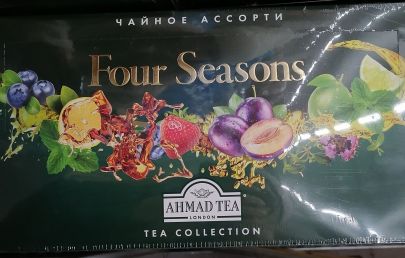 ЧАЙНОЕ АССОРТИ
Four Seasons
AHMAD TEA
LONDON
TEA COLLECTION